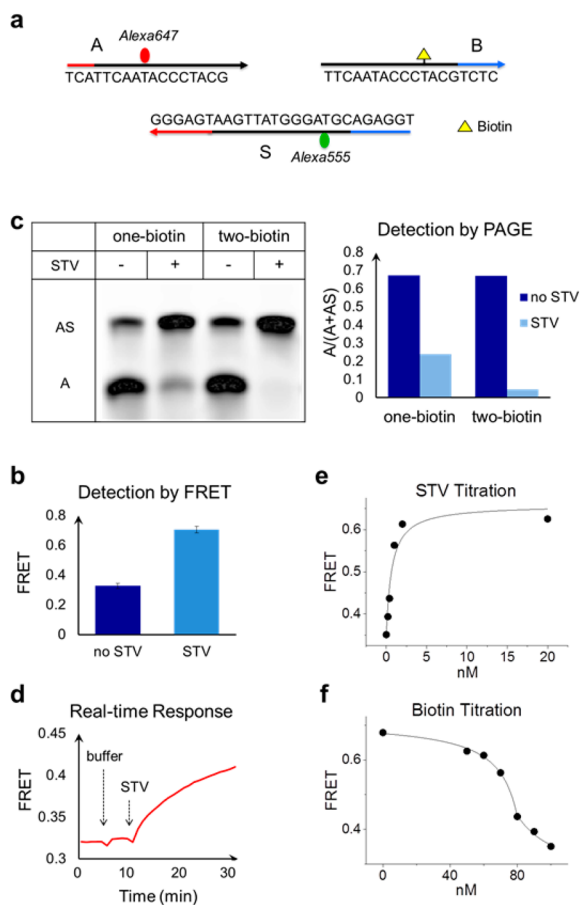 a
A
Alexa647
TCATTCAATACCCTACG
B
TTCAATACCCTACGTCTC
GGGAGTAAGTTATGGGATGCAGAGGT
S
Alexa555
Biotin
c
one-biotin two-biotin
STV - + - +
AS
A
Detection by PAGE
A/(A+AS)
0.8
0.7
0.6
0.5
0.4
0.3
0.2
0.1
0
no STV
STV
one-biotin two-biotin
b
Detection by FRET
FRET
0.8
0.6
0.4
0.2
0
no STV STV
e
STV Titration
FRET
0.6
0.5
0.4
0 5 10 15 20
nM
d
Real-time Response
FRET
0.45
0.4
0.35
0.3
buffer
STV
0 10 20 30
Time (min)
f
Biotin Titration
FRET
0.6
0.4
0 40 80
nM